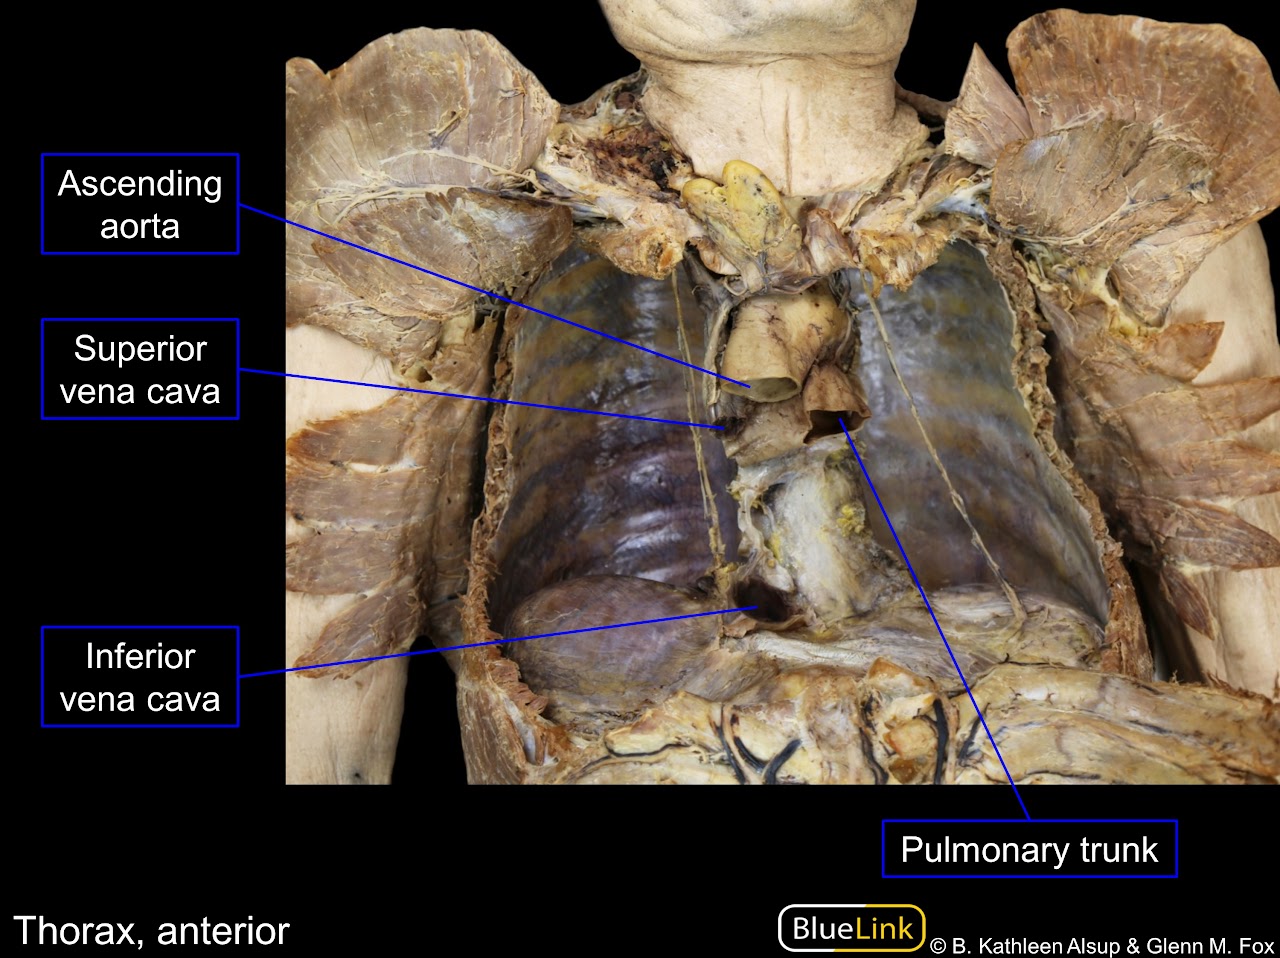 Ascending
aorta
Superior
vena cava
Inferior
vena cava
Pulmonary trunk
Thorax, anterior
BlueLink
© B. Kathleen Alsup & Glenn M. Fox